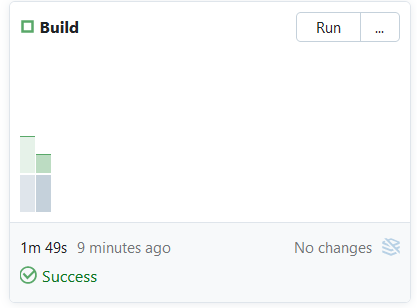 Build
Run ...
1m 49s 9 minutes ago No changes
Success